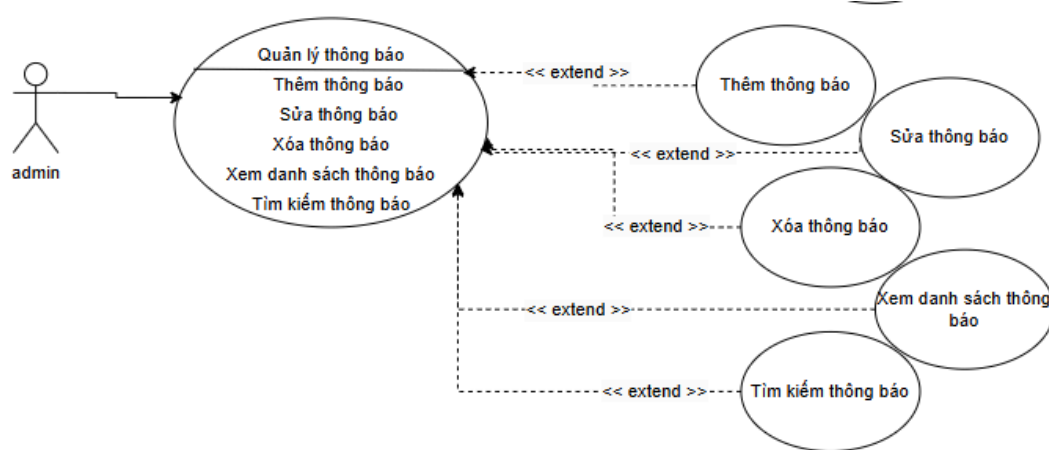 Quản lý thông báo
Thêm thông báo
Sửa thông báo
Xóa thông báo
Xem danh sách thông báo
Tìm kiếm thông báo
admin
<< extend >>
Thêm thông báo
<< extend >>
Sửa thông báo
<< extend >>
Xóa thông báo
<< extend >>
Xem danh sách thông
báo
<< extend >>
Tìm kiếm thông báo